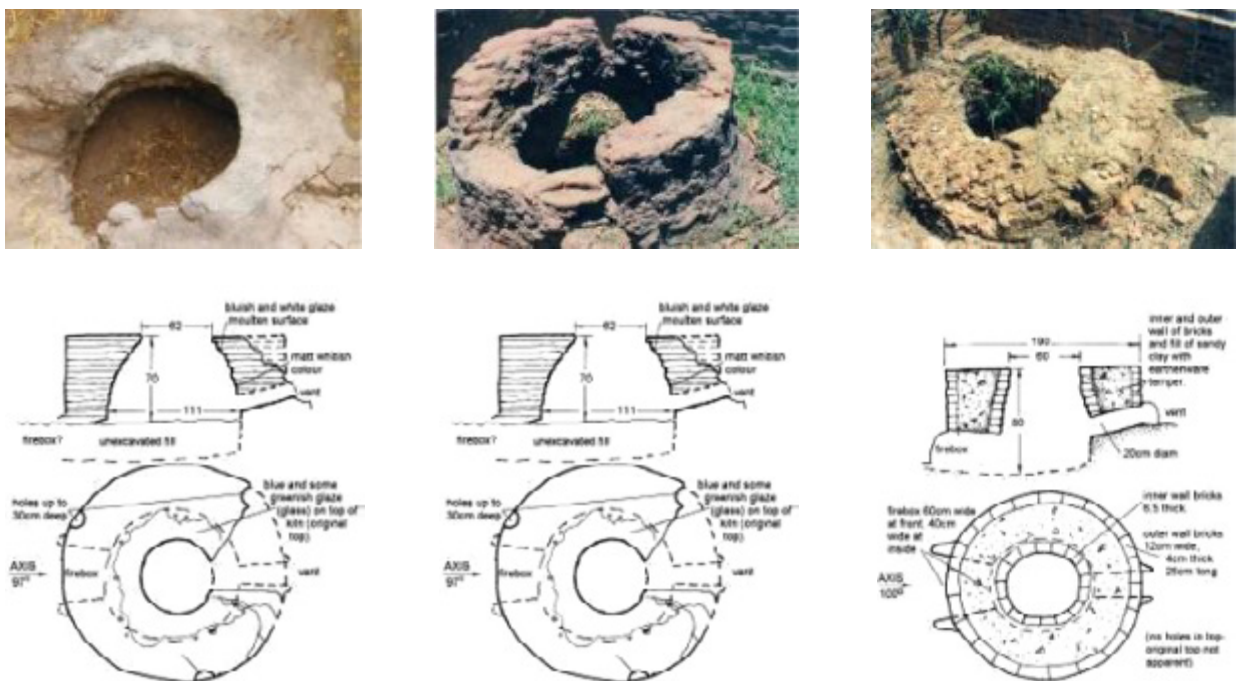 bluish and white glaze
moulten surface
62
76
matt whitish
colour
vent
111
firebox?
unexcavated fill
holes up to
30cm deep
blue and some
greenish glaze
(glass) on top of
kiln (original
top)
AXIS
97°
firebox
vent
bluish and white glaze
moulten surface
62
76
matt whitish
colour
vent
111
firebox?
unexcavated fill
holes up to
30cm deep
blue and some
greenish glaze
(glass) on top of
kiln (original
top)
AXIS
97°
firebox
vent
190
60
inner and outer
wall of bricks
and fill of sandy
clay with
earthenware
temper.
80
vent
firebox
20cm diam
firebox 60cm wide
at front 40cm
wide at
inside
inner wall bricks
6.5 thick.
outer wall bricks
12cm wide,
4cm thick
AXIS
100°
(no holes in top-
original top not
apparent)